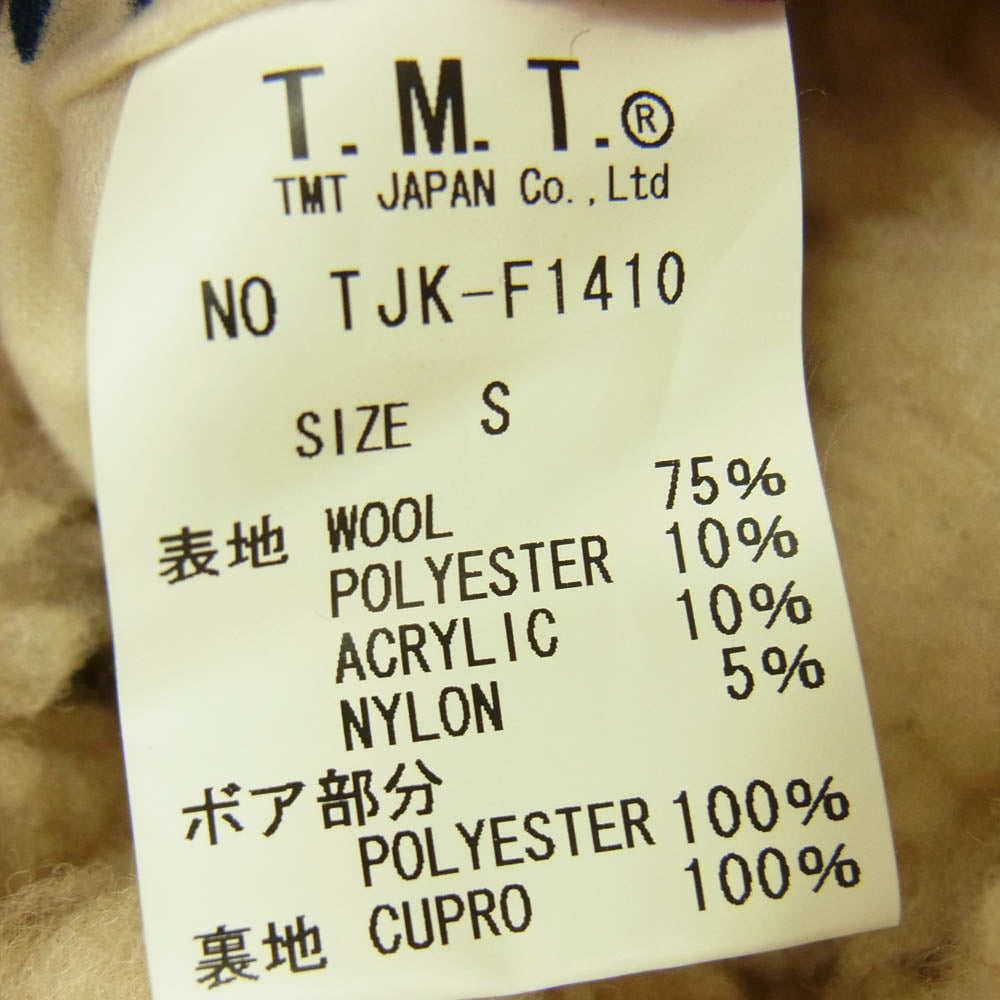 T.M.T.®
TMT JAPAN Co.,Ltd
NO TJK-F1410
SIZE S
表地 WOOL 75%
POLYESTER 10%
ACRYLIC 10%
NYLON 5%
ボア部分
POLYESTER 100%
裏地 CUPRO 100%